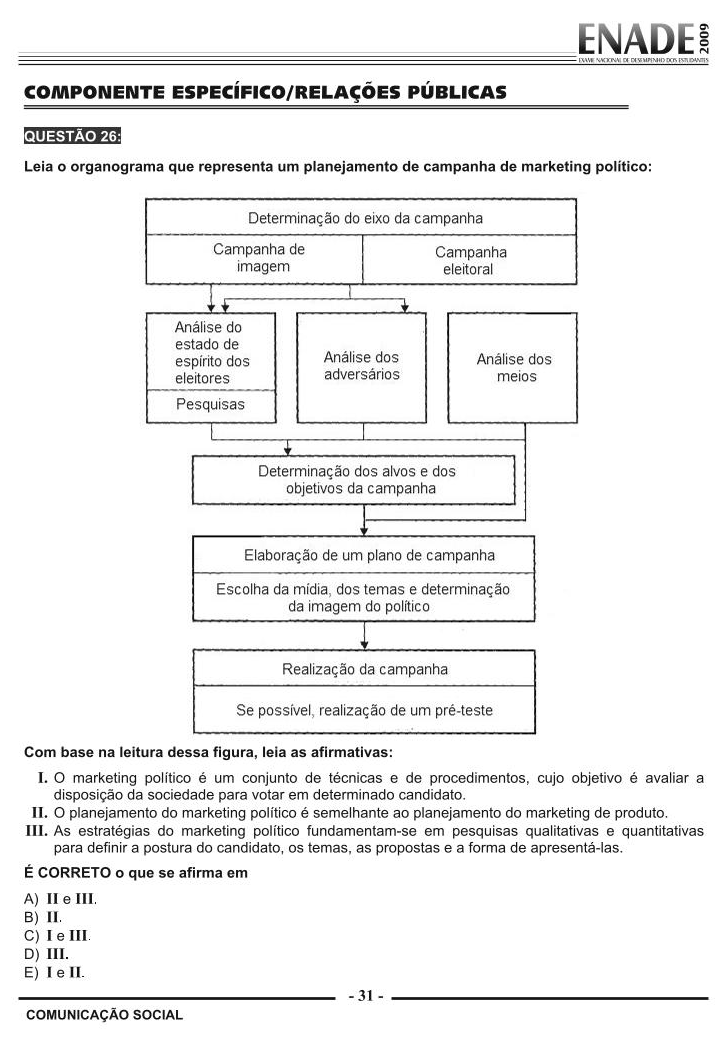 ENADE 2009
EXAME NACIONAL DE DESEMPENHO DOS ESTUDANTES
COMPONENTE ESPECÍFICO/RELAÇÕES PÚBLICAS
QUESTÃO 26:
Leia o organograma que representa um planejamento de campanha de marketing político:
Determinação do eixo da campanha
Campanha de
imagem
Campanha
eleitoral
Análise do
estado de
espírito dos
eleitores
Pesquisas
Análise dos
adversários
Análise dos
meios
Determinação dos alvos e dos
objetivos da campanha
Elaboração de um plano de campanha
Escolha da mídia, dos temas e determinação
da imagem do político
Realização da campanha
Se possível, realização de um pré-teste
Com base na leitura dessa figura, leia as afirmativas:
I. O marketing político é um conjunto de técnicas e de procedimentos, cujo objetivo é avaliar a
disposição da sociedade para votar em determinado candidato.
II. O planejamento do marketing político é semelhante ao planejamento do marketing de produto.
III. As estratégias do marketing político fundamentam-se em pesquisas qualitativas e quantitativas
para definir a postura do candidato, os temas, as propostas e a forma de apresentá-las.
É CORRETO o que se afirma em
A) II e III.
B) II.
C) I e III.
D) III.
E) I e II.
- 31 -
COMUNICAÇÃO SOCIAL